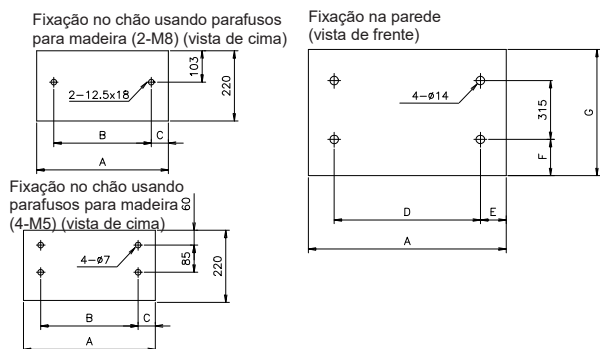 Fixação no chão usando parafusos
para madeira (2-M8) (vista de cima)
103
220
2-12.5x18
B
C
A
Fixação no chão usando
parafusos para madeira
(4-M5) (vista de cima)
60
85
220
4-ø7
B
C
A
Fixação na parede
(vista de frente)
4-ø14
315
G
F
D
E
A